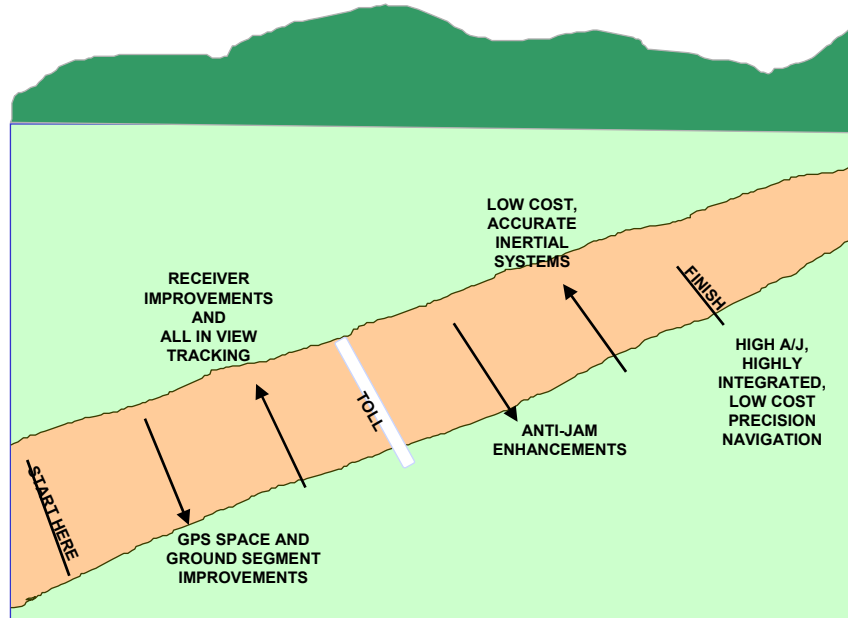 START HERE
GPS SPACE AND
GROUND SEGMENT
IMPROVEMENTS
RECEIVER
IMPROVEMENTS
AND
ALL IN VIEW
TRACKING
TOLL
ANTI-JAM
ENHANCEMENTS
LOW COST,
ACCURATE
INERTIAL
SYSTEMS
FINISH
HIGH A/J,
HIGHLY
INTEGRATED,
LOW COST
PRECISION
NAVIGATION